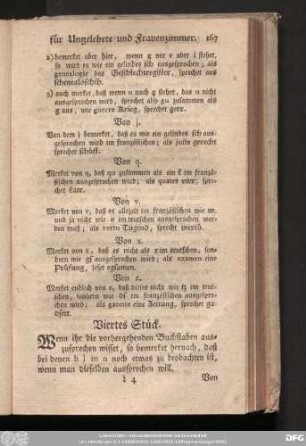 für Ungelehrte und Frauenzimmer. 167
2) bemerket aber hier, wenn g vor e oder i stehet,
so wird es wie ein gelindes sch ausgesprochen; als
genealogie das Geschlechtsregister, sprechet aus
schenealoschih.
3) noch merket, daß wenn u nach g stehet, das u nicht
ausgesprochen wird, sprechet also zu zusammen als
g aus, wie guerre Krieg, sprechet gerr.
Von j.
Von dem j bemerket, daß es wie ein gelindes sch aus-
gesprochen wird im französischen; als juste gerecht
sprechet schüst.
Von q.
Merket von q, daß qu zusammen als ein k im franzö-
sischen ausgesprochen wird; als quatre vier; spre-
chet katr.
Von v.
Merket von v, daß es allezeit im französischen wie w,
und ja nicht wie im teutschen ausgesprochen wer-
den muß; als vertu Tugend, sprecht wertü.
Von x.
Merket von x, daß es nicht als x im teutschen, son-
dern wie gs ausgesprochen wird; als examen eine
Prüfung, leset egsamen.
Von z.
Merket endlich von z, daß dieses nicht wie tz im teut-
schen, sondern wie ds im französischen ausgespro-
chen wird; als gazette eine Zeitung, sprechet ga-
dsett.
Viertes Stück.
Wenn ihr die vorhergehenden Buchstaben aus-
zusprechen wisset, so bemerket hernach, daß
bei denen h l m n noch etwas zu beobachten ist,
wenn man dieselben aussprechen will.
l 4 Von